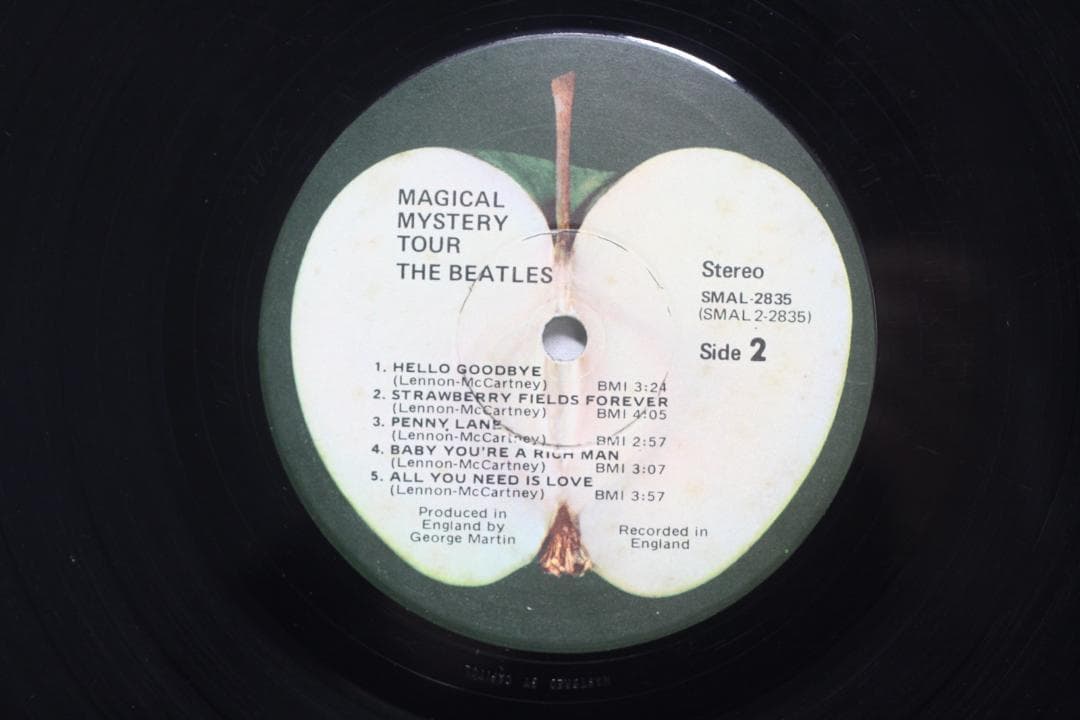 MAGICAL
MYSTERY
TOUR
THE BEATLES
Stereo
SMAL-2835
(SMAL 2-2835)
Side 2
1. HELLO GOODBYE
(Lennon-McCartney) BMI 3:24
2. STRAWBERRY FIELDS FOREVER
(Lennon-McCartney) BMI 4:05
3. PENNY LANE
(Lennon-McCartney) BMI 2:57
4. BABY YOU'RE A RICH MAN
(Lennon-McCartney) BMI 3:07
5. ALL YOU NEED IS LOVE
(Lennon-McCartney) BMI 3:57
Produced in
England by
George Martin
Recorded in
England
MASTERED BY CAPITOL